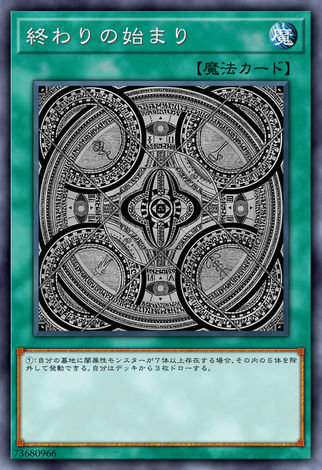 終わりの始まり
魔
【魔法カード】
①:自分の墓地に闇属性モンスターが７体以上存在する場合、その内の５体を除
外して発動できる。自分はデッキから３枚ドローする。
73680966